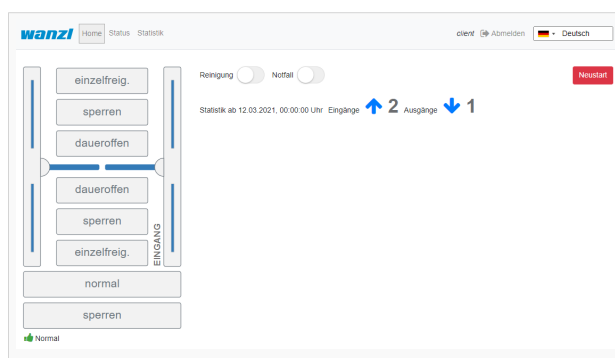 wanzl Home Status Statistik client Abmelden Deutsch
Reinigung Notfall Neustart
Statistik ab 12.03.2021, 00:00:00 Uhr Eingänge 2 Ausgänge 1
einzelfreig.
sperren
daueroffen
daueroffen
sperren
einzelfreig.
EINGANG
normal
sperren
Normal